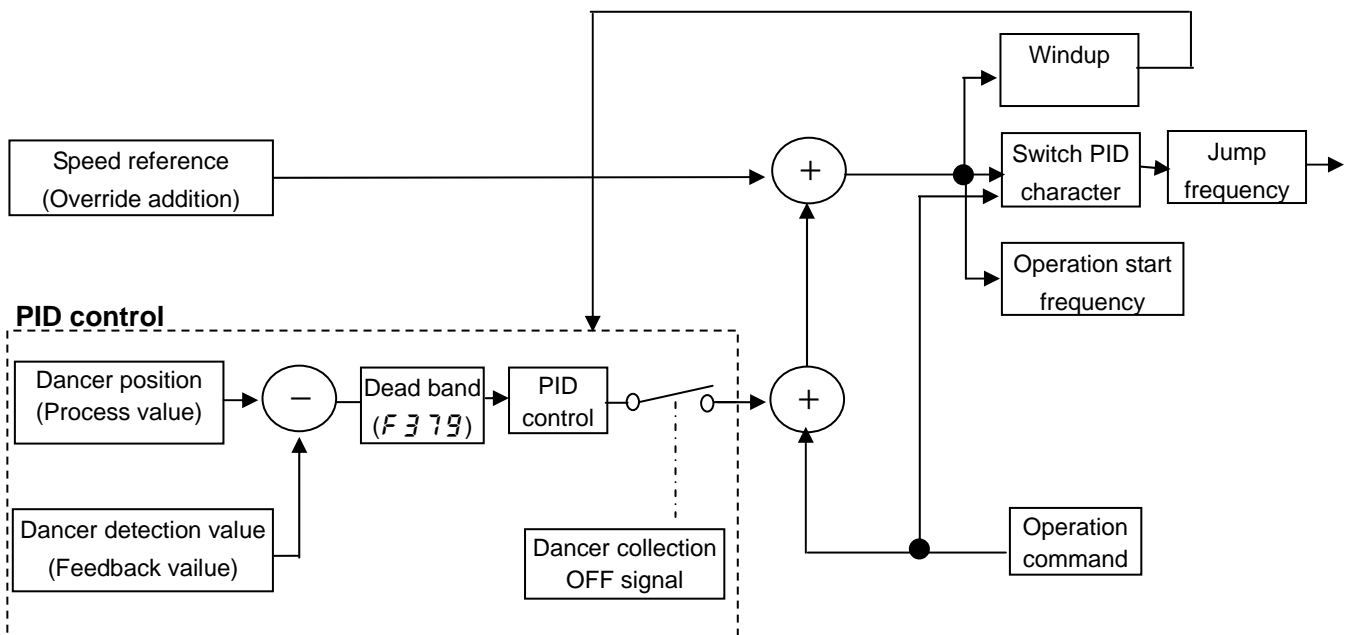 Windup
Speed reference
(Override addition)
+
Switch PID
character
Jump
frequency
Operation start
frequency
PID control
Dancer position
(Process value)
−
Dead band
(F379)
PID
control
+
Dancer detection value
(Feedback vailue)
Dancer collection
OFF signal
Operation
command